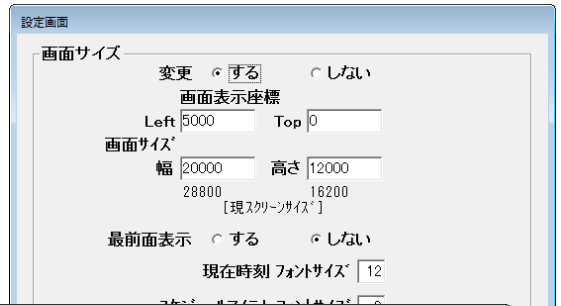 設定画面
画面サイズ
変更 する しない
画面表示座標
Left 5000 Top 0
画面ｻｲｽﾞ
幅 20000 高さ 12000
28800 16200
[現ｽｸﾘｰﾝｻｲｽﾞ]
最前面表示 する しない
現在時刻 ﾌｫﾝﾄｻｲｽﾞ 12